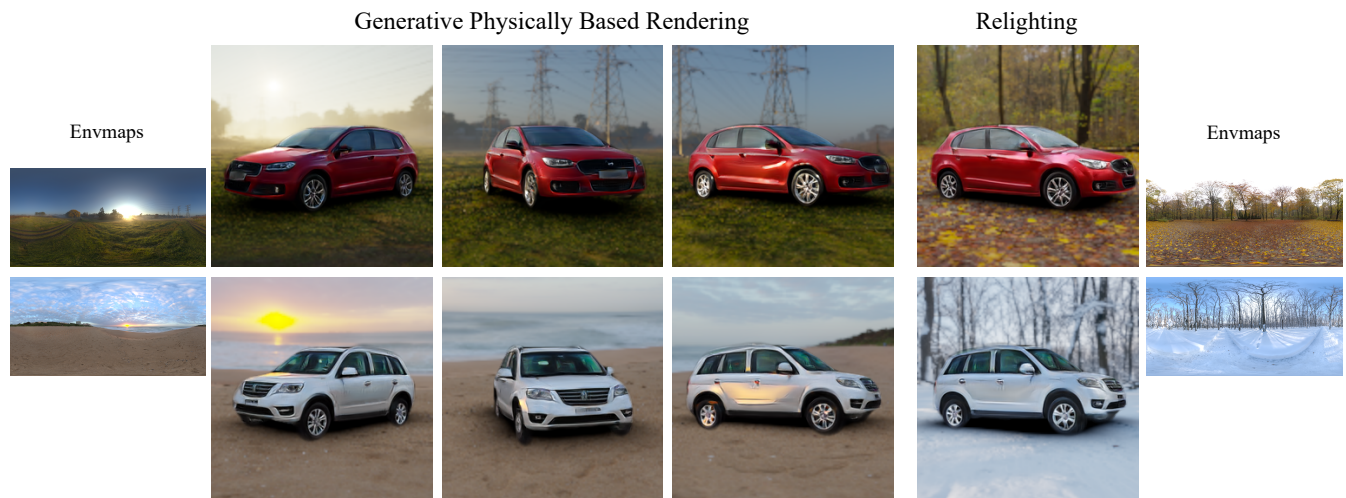 Generative Physically Based Rendering
Relighting
Envmaps
Envmaps